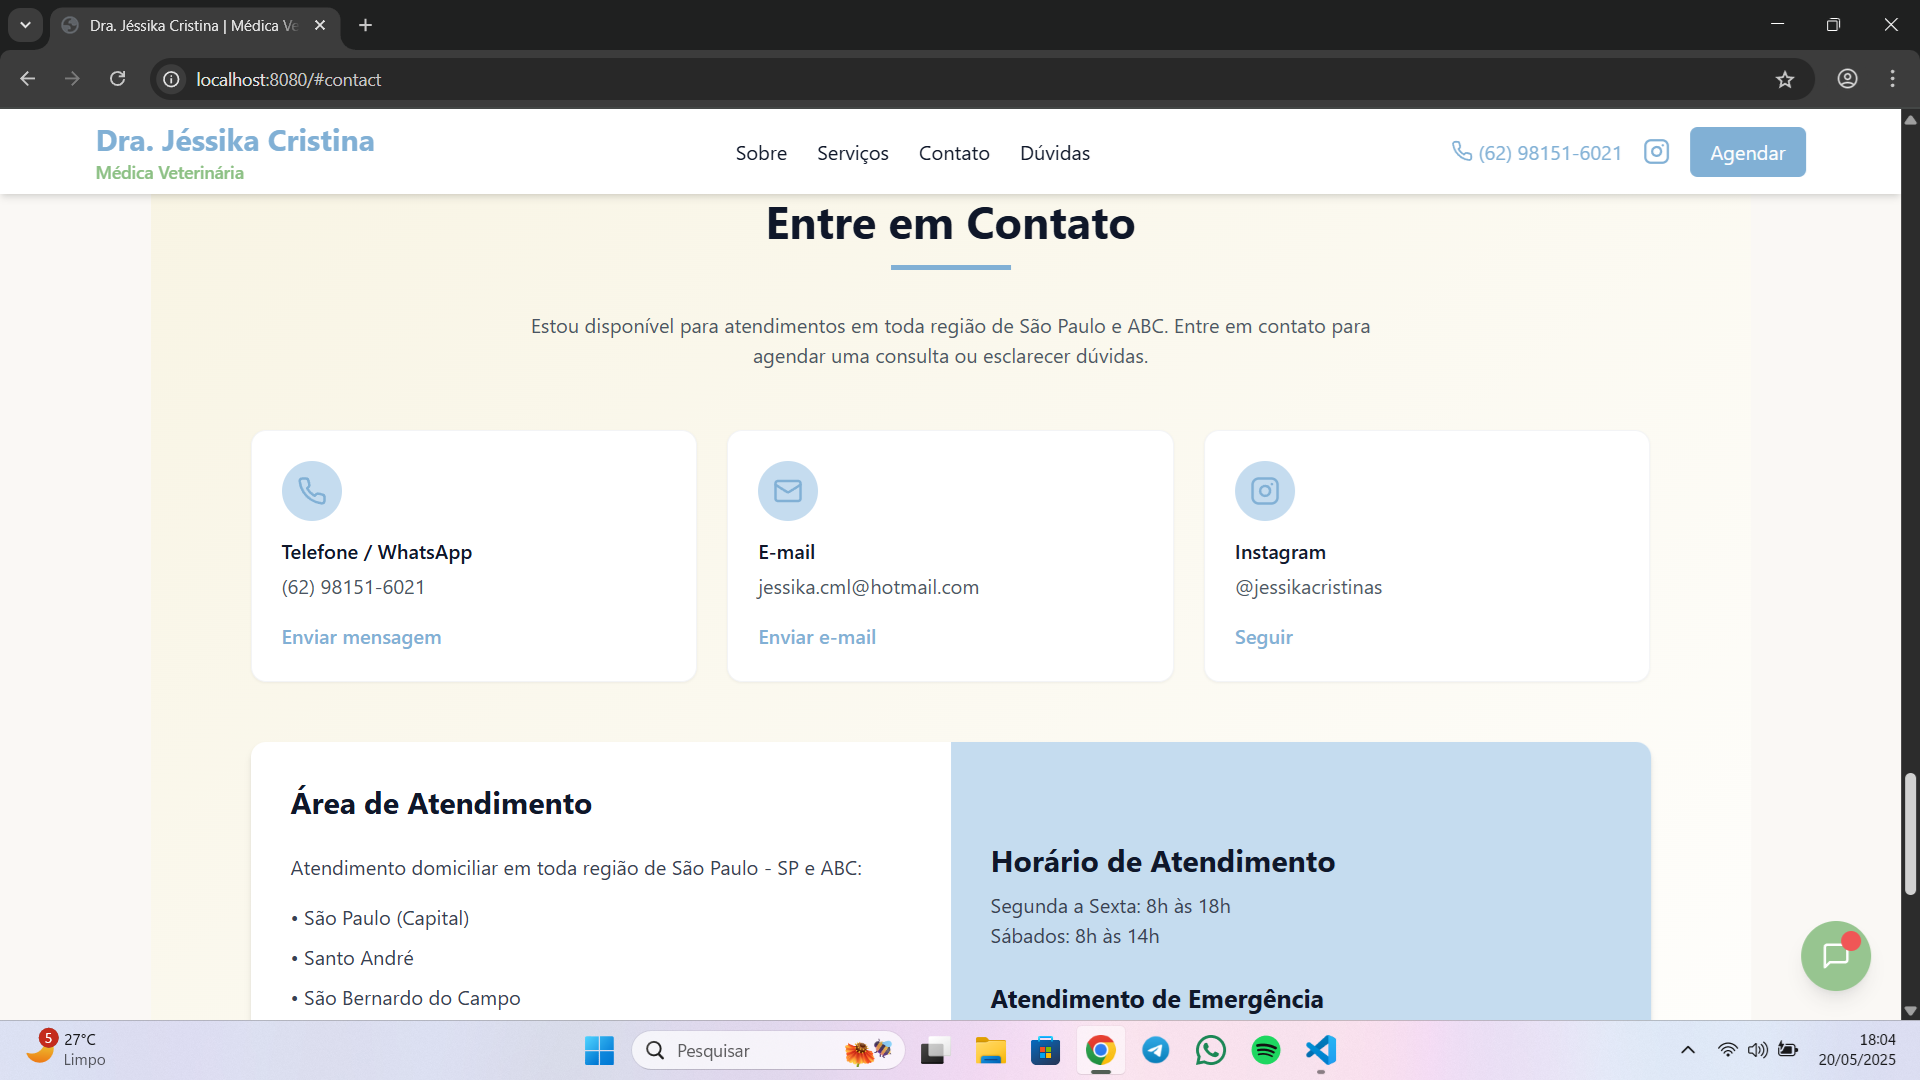 Dra. Jéssika Cristina | Médica Ve
localhost:8080/#contact
Dra. Jéssika Cristina
Médica Veterinária
Sobre
Serviços
Contato
Dúvidas
(62) 98151-6021
Agendar
Entre em Contato
Estou disponível para atendimentos em toda região de São Paulo e ABC. Entre em contato para
agendar uma consulta ou esclarecer dúvidas.
Telefone / WhatsApp
(62) 98151-6021
Enviar mensagem
E-mail
jessika.cml@hotmail.com
Enviar e-mail
Instagram
@jessikacristinas
Seguir
Área de Atendimento
Atendimento domiciliar em toda região de São Paulo - SP e ABC:
• São Paulo (Capital)
• Santo André
• São Bernardo do Campo
Horário de Atendimento
Segunda a Sexta: 8h às 18h
Sábados: 8h às 14h
Atendimento de Emergência
5
27°C
Limpo
Pesquisar
18:04
20/05/2025